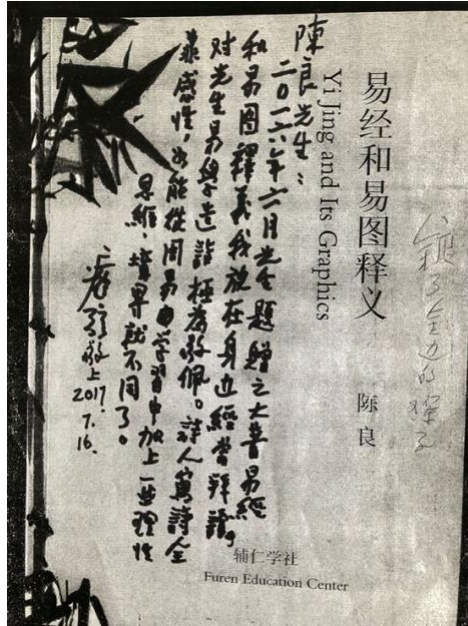 易经和易图释义
Yi Jing and Its Graphics
陈良
陳良先生：
二〇一六年六月先生題贈之大書易經
和易图釋義我放在身边經常拜讀。
对先生易學造詣極為敬佩。詩人寫詩全
靠感性，如能從周易学習中加上一些理性
思維，境界就不同了。
敬上
2017.
7.16.
辅仁学社
Furen Education Center